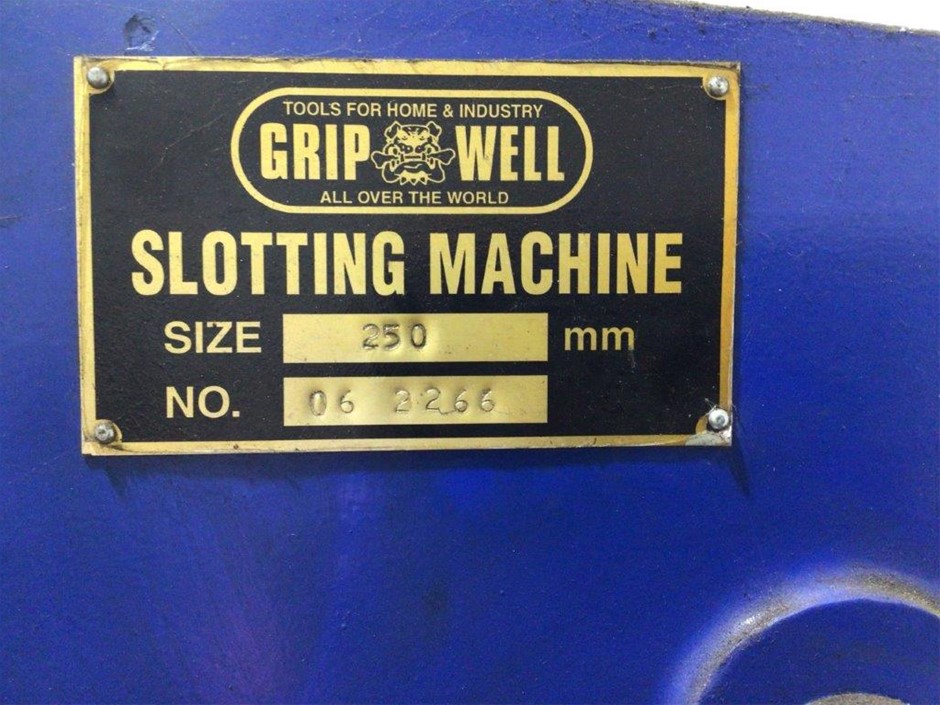 TOOLS FOR HOME & INDUSTRY
GRIP WELL
ALL OVER THE WORLD
SLOTTING MACHINE
SIZE 250 mm
NO. 06 2266